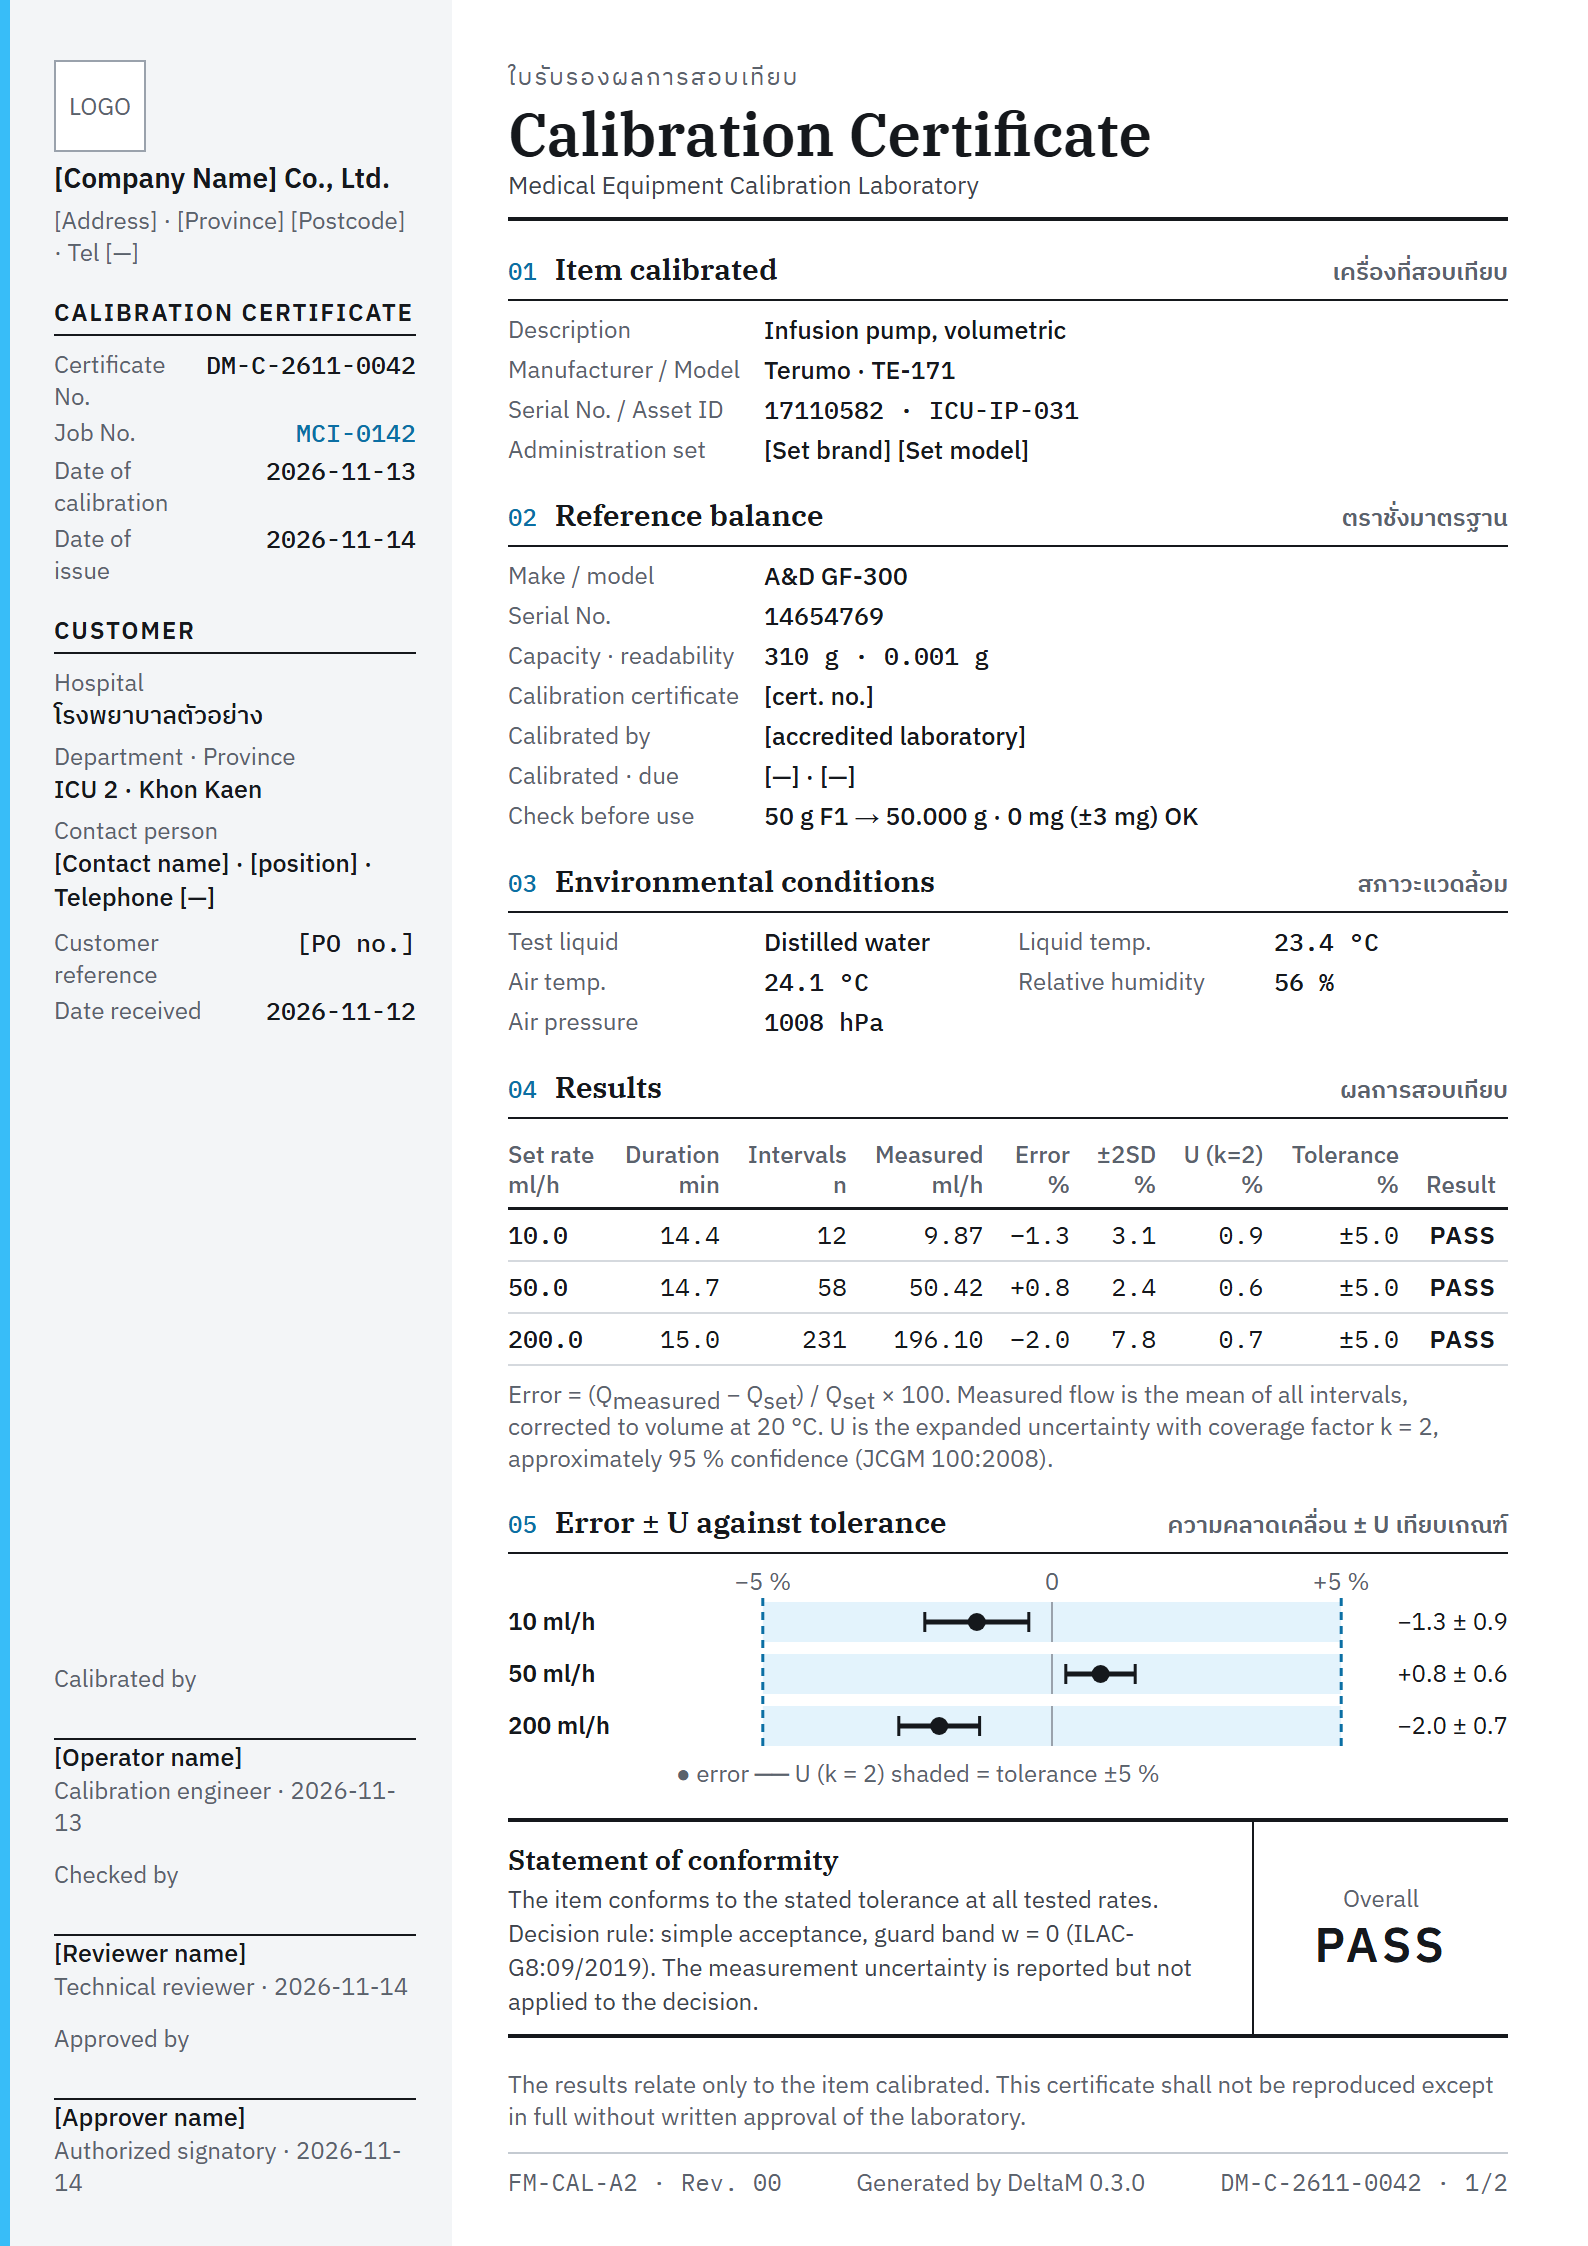 LOGO
[Company Name] Co., Ltd.
[Address] · [Province] [Postcode]
· Tel [—]
CALIBRATION CERTIFICATE
Certificate No. DM-C-2611-0042
Job No. MCI-0142
Date of calibration 2026-11-13
Date of issue 2026-11-14
CUSTOMER
Hospital
โรงพยาบาลตัวอย่าง
Department · Province
ICU 2 · Khon Kaen
Contact person
[Contact name] · [position] ·
Telephone [—]
Customer reference [PO no.]
Date received 2026-11-12
Calibrated by
[Operator name]
Calibration engineer · 2026-11-
13
Checked by
[Reviewer name]
Technical reviewer · 2026-11-14
Approved by
[Approver name]
Authorized signatory · 2026-11-
14
ใบรับรองผลการสอบเทียบ
Calibration Certificate
Medical Equipment Calibration Laboratory
01 Item calibrated เครื่องที่สอบเทียบ
Description Infusion pump, volumetric
Manufacturer / Model Terumo · TE-171
Serial No. / Asset ID 17110582 · ICU-IP-031
Administration set [Set brand] [Set model]
02 Reference balance ตราชั่งมาตรฐาน
Make / model A&D GF-300
Serial No. 14654769
Capacity · readability 310 g · 0.001 g
Calibration certificate [cert. no.]
Calibrated by [accredited laboratory]
Calibrated · due [—] · [—]
Check before use 50 g F1 → 50.000 g · 0 mg (±3 mg) OK
03 Environmental conditions สภาวะแวดล้อม
Test liquid Distilled water Liquid temp. 23.4 °C
Air temp. 24.1 °C Relative humidity 56 %
Air pressure 1008 hPa
04 Results ผลการสอบเทียบ
Set rate Duration Intervals Measured Error ±2SD U (k=2) Tolerance
ml/h min n ml/h % % % % Result
10.0 14.4 12 9.87 −1.3 3.1 0.9 ±5.0 PASS
50.0 14.7 58 50.42 +0.8 2.4 0.6 ±5.0 PASS
200.0 15.0 231 196.10 −2.0 7.8 0.7 ±5.0 PASS
Error = (Qmeasured − Qset) / Qset × 100. Measured flow is the mean of all intervals,
corrected to volume at 20 °C. U is the expanded uncertainty with coverage factor k = 2,
approximately 95 % confidence (JCGM 100:2008).
05 Error ± U against tolerance ความคลาดเคลื่อน ± U เทียบเกณฑ์
−5 % 0 +5 %
10 ml/h −1.3 ± 0.9
50 ml/h +0.8 ± 0.6
200 ml/h −2.0 ± 0.7
● error ── U (k = 2) shaded = tolerance ±5 %
Statement of conformity
The item conforms to the stated tolerance at all tested rates.
Decision rule: simple acceptance, guard band w = 0 (ILAC-
G8:09/2019). The measurement uncertainty is reported but not
applied to the decision.
Overall
PASS
The results relate only to the item calibrated. This certificate shall not be reproduced except
in full without written approval of the laboratory.
FM-CAL-A2 · Rev. 00 Generated by DeltaM 0.3.0 DM-C-2611-0042 · 1/2